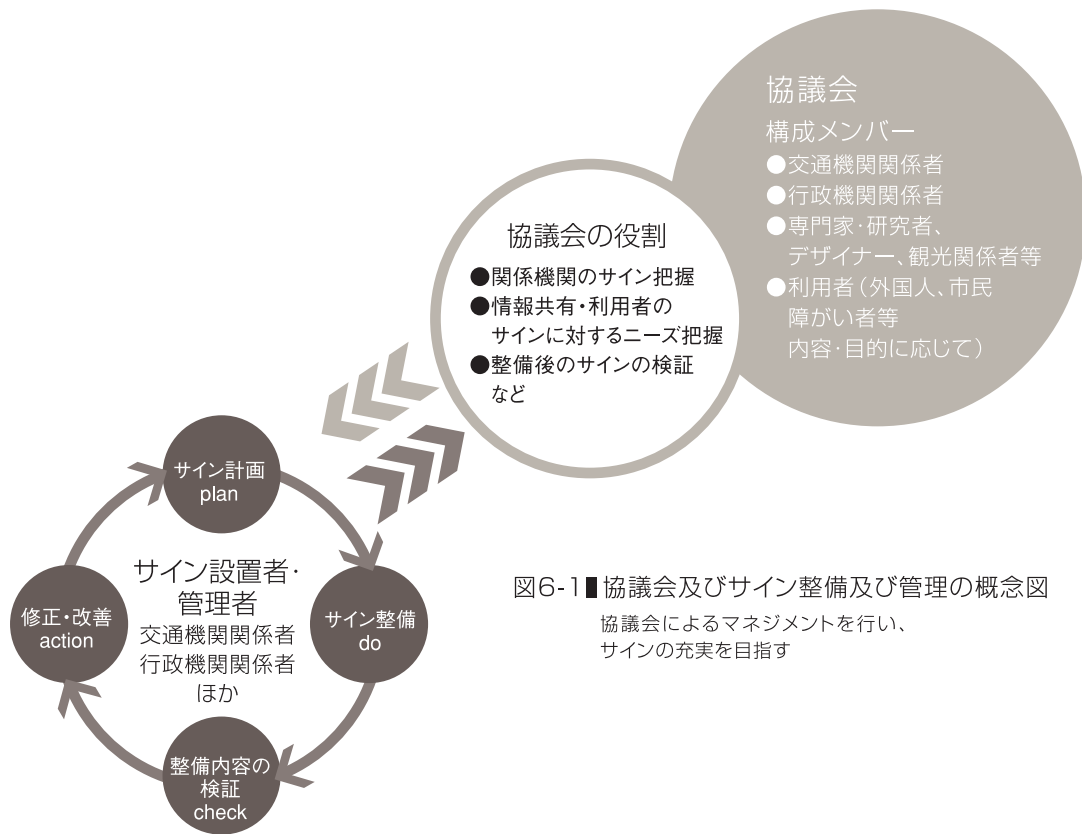 協議会
構成メンバー
●交通機関関係者
●行政機関関係者
●専門家・研究者、
デザイナー、観光関係者等
●利用者（外国人、市民
障がい者等
内容・目的に応じて）
協議会の役割
●関係機関のサイン把握
●情報共有・利用者の
サインに対するニーズ把握
●整備後のサインの検証
など
サイン計画
plan
サイン設置者・
管理者
交通機関関係者
行政機関関係者
ほか
修正・改善
action
サイン整備
do
整備内容の
検証
check
図6-1■協議会及びサイン整備及び管理の概念図
協議会によるマネジメントを行い、
サインの充実を目指す